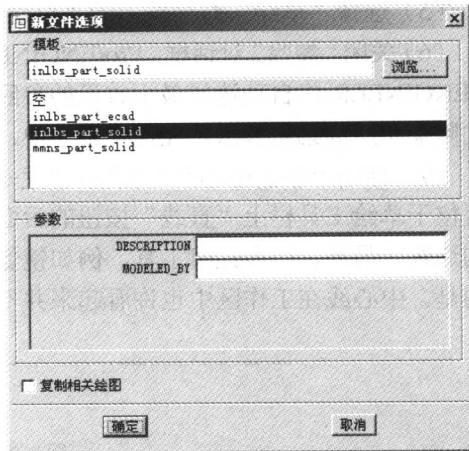 新文件选项
模板
inlbs_part_solid
浏览...
空
inlbs_part_ecad
inlbs_part_solid
mmns_part_solid
参数
DESCRIPTION
MODELED_BY
复制相关绘图
确定
取消